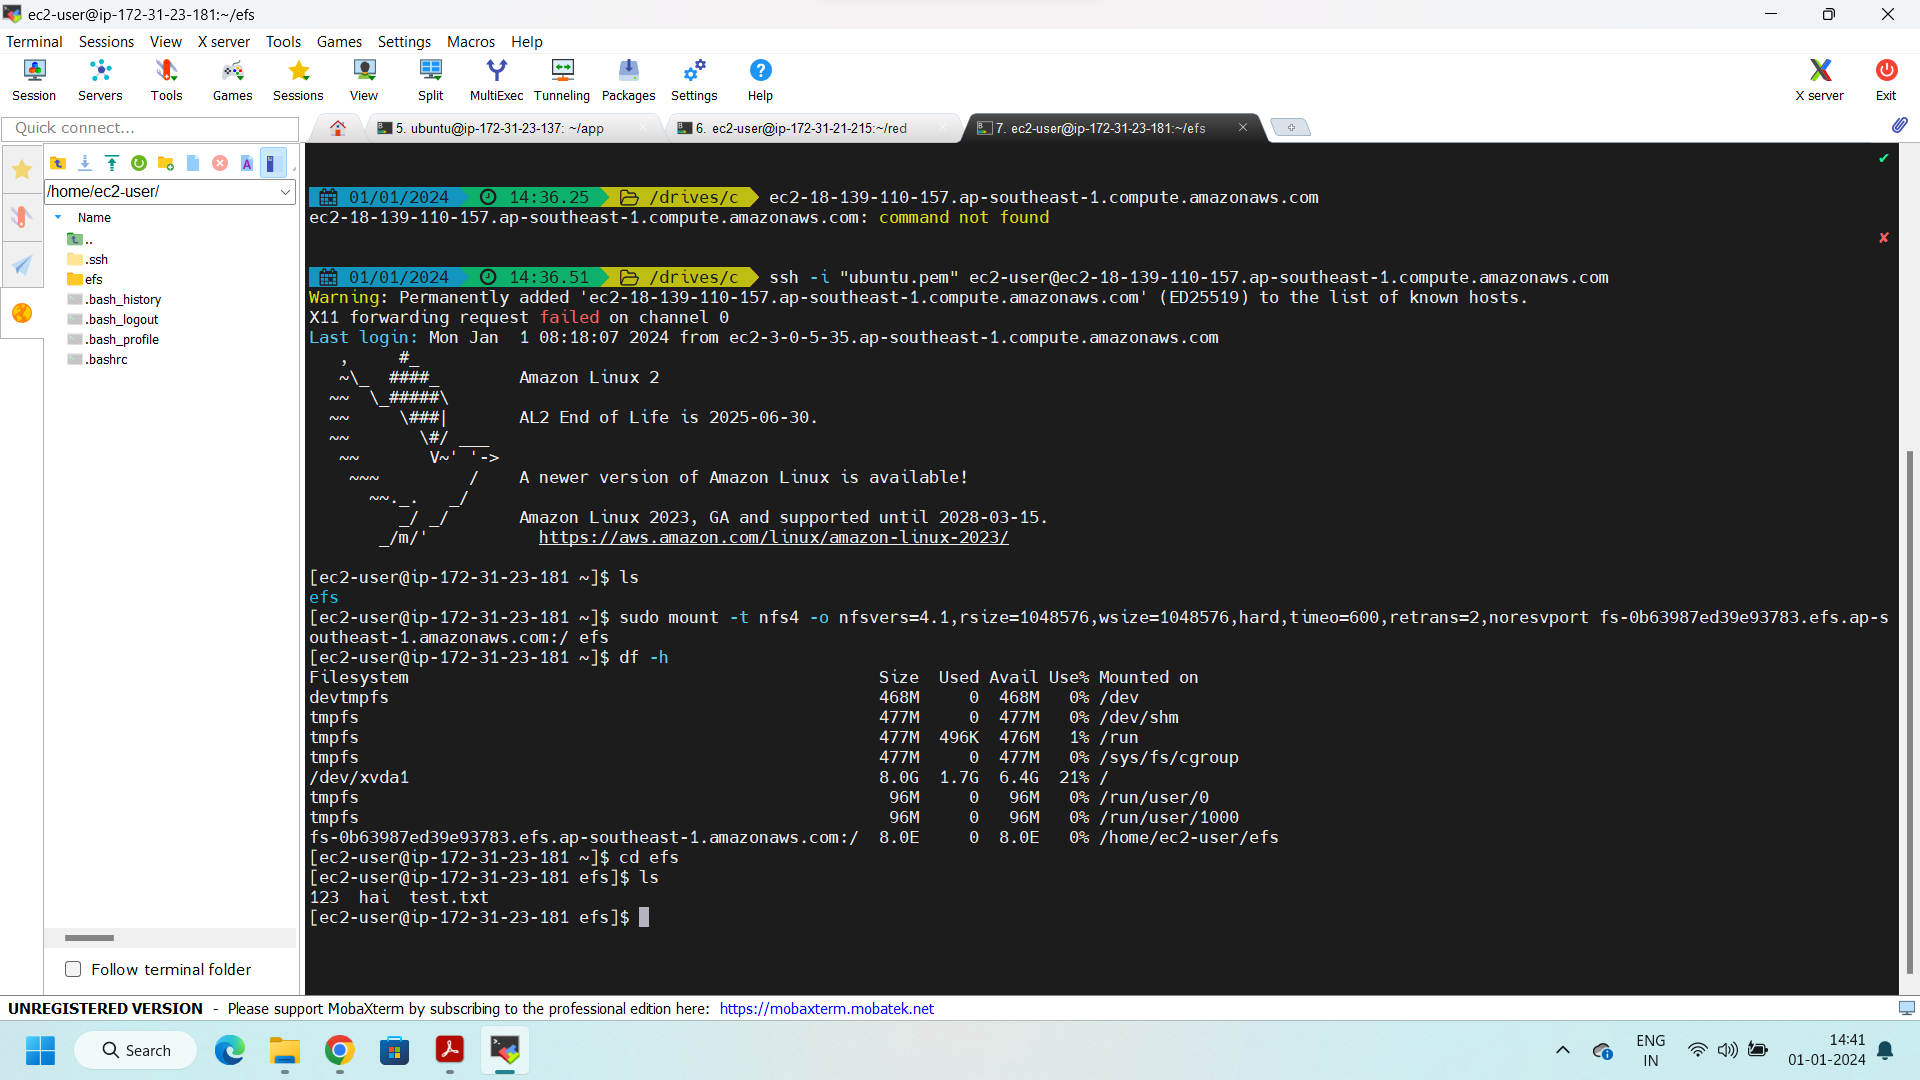 ec2-user@ip-172-31-23-181:~/efs
Terminal Sessions View X server Tools Games Settings Macros Help
Session Servers Tools Games Sessions View Split MultiExec Tunneling Packages Settings Help X server Exit
Quick connect...
5. ubuntu@ip-172-31-23-137: ~/app
6. ec2-user@ip-172-31-21-215:~/red
7. ec2-user@ip-172-31-23-181:~/efs
/home/ec2-user/
Name
..
.ssh
efs
.bash_history
.bash_logout
.bash_profile
.bashrc
Follow terminal folder
01/01/2024 14:36.25 /drives/c ec2-18-139-110-157.ap-southeast-1.compute.amazonaws.com
ec2-18-139-110-157.ap-southeast-1.compute.amazonaws.com: command not found
01/01/2024 14:36.51 /drives/c ssh -i "ubuntu.pem" ec2-user@ec2-18-139-110-157.ap-southeast-1.compute.amazonaws.com
Warning: Permanently added 'ec2-18-139-110-157.ap-southeast-1.compute.amazonaws.com' (ED25519) to the list of known hosts.
X11 forwarding request failed on channel 0
Last login: Mon Jan  1 08:18:07 2024 from ec2-3-0-5-35.ap-southeast-1.compute.amazonaws.com
   ,     #_
   ~\_  ####_        Amazon Linux 2
  ~~  \_#####\
  ~~     \###|       AL2 End of Life is 2025-06-30.
  ~~       \#/ ___
   ~~       V~' '->
    ~~~         /    A newer version of Amazon Linux is available!
      ~~._.   _/
         _/ _/       Amazon Linux 2023, GA and supported until 2028-03-15.
       _/m/'           https://aws.amazon.com/linux/amazon-linux-2023/
[ec2-user@ip-172-31-23-181 ~]$ ls
efs
[ec2-user@ip-172-31-23-181 ~]$ sudo mount -t nfs4 -o nfsvers=4.1,rsize=1048576,wsize=1048576,hard,timeo=600,retrans=2,noresvport fs-0b63987ed39e93783.efs.ap-s
outheast-1.amazonaws.com:/ efs
[ec2-user@ip-172-31-23-181 ~]$ df -h
Filesystem                                               Size  Used Avail Use% Mounted on
devtmpfs                                                 468M     0  468M   0% /dev
tmpfs                                                    477M     0  477M   0% /dev/shm
tmpfs                                                    477M  496K  476M   1% /run
tmpfs                                                    477M     0  477M   0% /sys/fs/cgroup
/dev/xvda1                                               8.0G  1.7G  6.4G  21% /
tmpfs                                                     96M     0   96M   0% /run/user/0
tmpfs                                                     96M     0   96M   0% /run/user/1000
fs-0b63987ed39e93783.efs.ap-southeast-1.amazonaws.com:/  8.0E     0  8.0E   0% /home/ec2-user/efs
[ec2-user@ip-172-31-23-181 ~]$ cd efs
[ec2-user@ip-172-31-23-181 efs]$ ls
123  hai  test.txt
[ec2-user@ip-172-31-23-181 efs]$
UNREGISTERED VERSION - Please support MobaXterm by subscribing to the professional edition here: https://mobaxterm.mobatek.net
Search
ENG
IN
14:41
01-01-2024